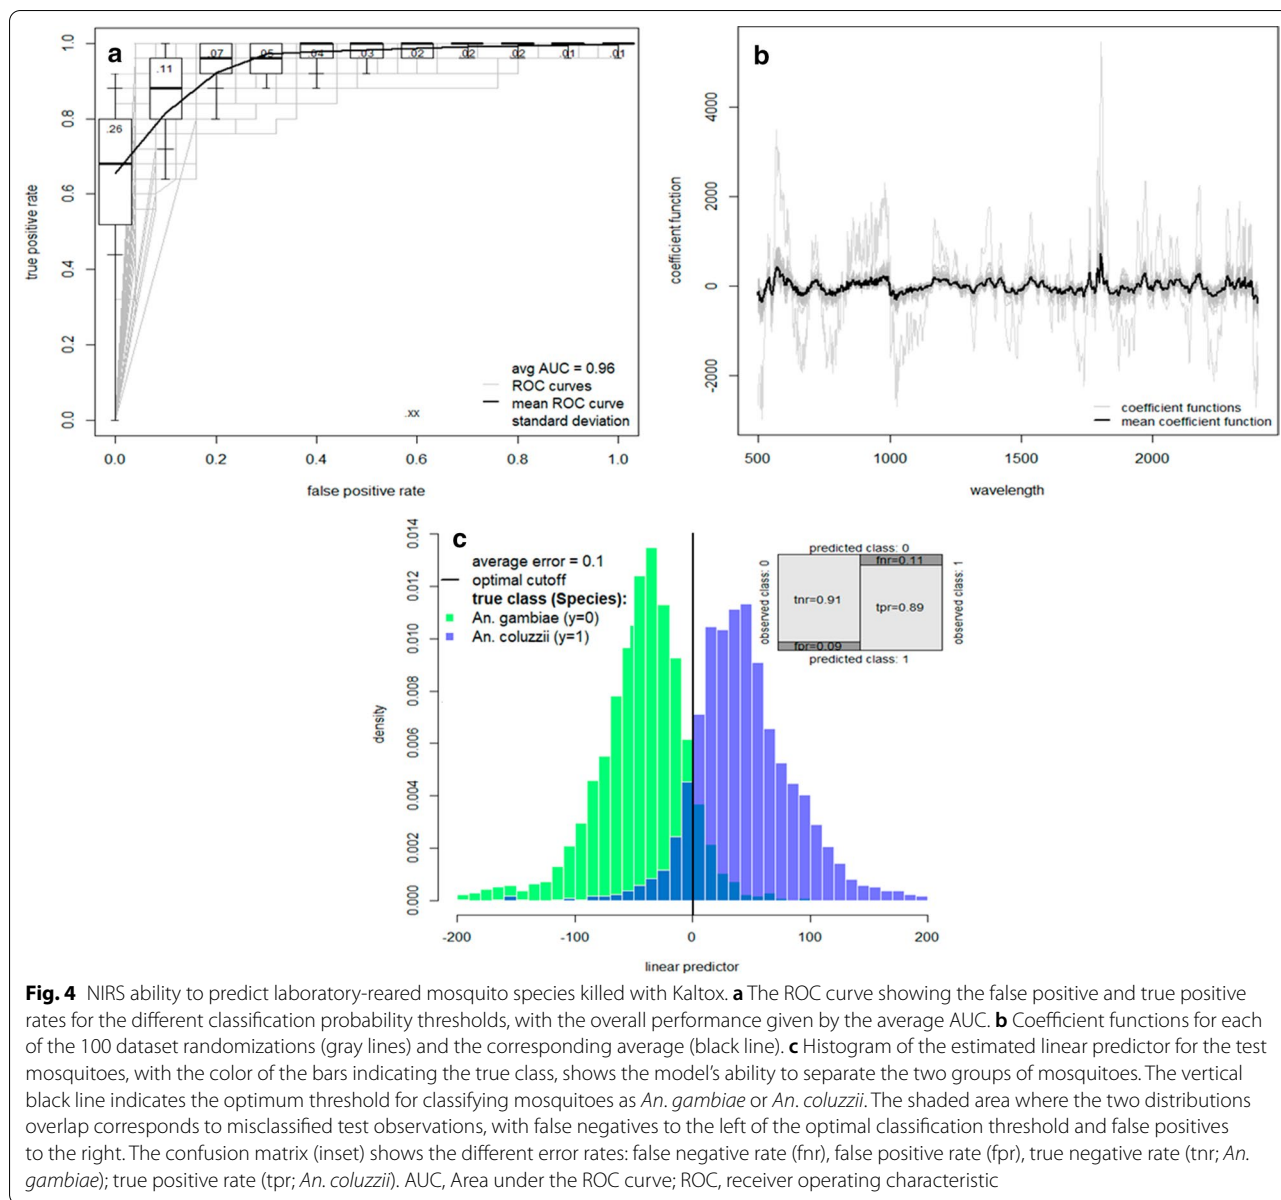 a
1.0
0.8
0.6
0.4
0.2
0.0
true positive rate
.26
.11
.07
.05
.04
.03
.02
.02
.02
.01
.01
avg AUC = 0.96
ROC curves
mean ROC curve
.xx standard deviation
0.0 0.2 0.4 0.6 0.8 1.0
false positive rate
b
4000
2000
0
-2000
coefficient function
coefficient functions
mean coefficient function
500 1000 1500 2000
wavelength
c
0.014
0.012
0.010
0.008
0.006
0.004
0.002
0.000
density
average error = 0.1
optimal cutoff
true class (Species):
An. gambiae (y=0)
An. coluzzii (y=1)
predicted class: 0
observed class: 0
fnr=0.11
tnr=0.91
tpr=0.89
fpr=0.09
observed class: 1
predicted class: 1
-200 -100 0 100 200
linear predictor
Fig. 4 NIRS ability to predict laboratory-reared mosquito species killed with Kaltox. a The ROC curve showing the false positive and true positive
rates for the different classification probability thresholds, with the overall performance given by the average AUC. b Coefficient functions for each
of the 100 dataset randomizations (gray lines) and the corresponding average (black line). c Histogram of the estimated linear predictor for the test
mosquitoes, with the color of the bars indicating the true class, shows the model's ability to separate the two groups of mosquitoes. The vertical
black line indicates the optimum threshold for classifying mosquitoes as An. gambiae or An. coluzzii. The shaded area where the two distributions
overlap corresponds to misclassified test observations, with false negatives to the left of the optimal classification threshold and false positives
to the right. The confusion matrix (inset) shows the different error rates: false negative rate (fnr), false positive rate (fpr), true negative rate (tnr; An.
gambiae); true positive rate (tpr; An. coluzzii). AUC, Area under the ROC curve; ROC, receiver operating characteristic